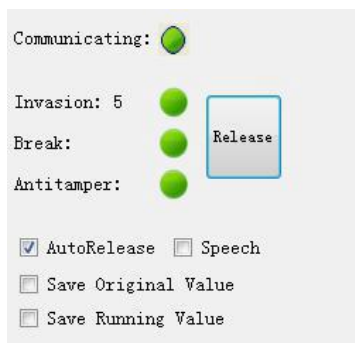 Communicating:
Invasion: 5
Break:
Release
Antitamper:
AutoRelease Speech
Save Original Value
Save Running Value